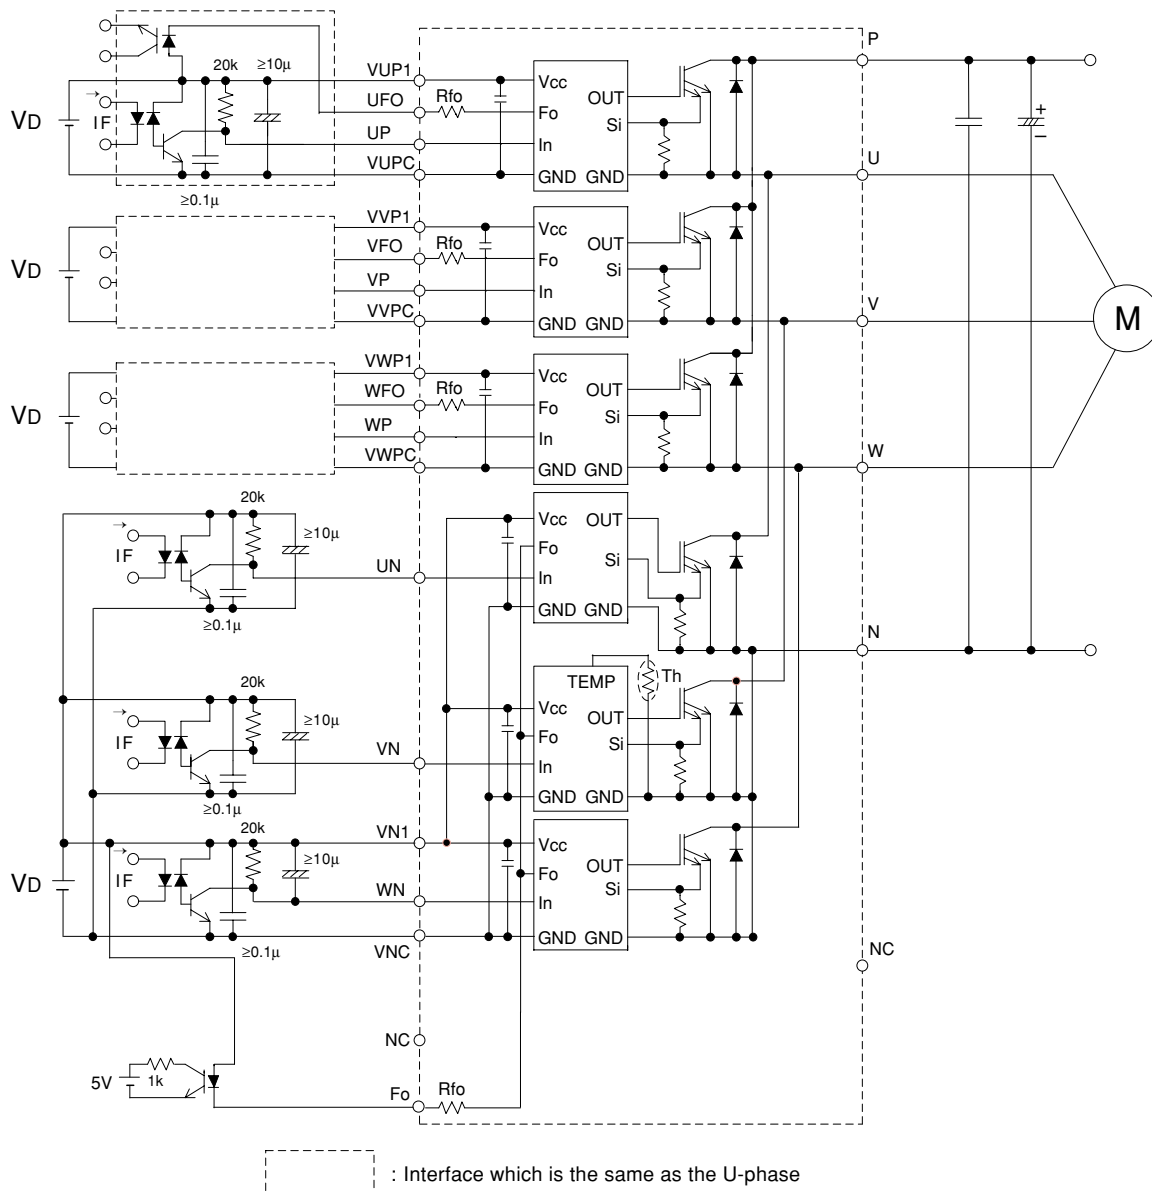 P
20k
≥10μ
VUP1
Vcc
→
IF
VD
UFO
Rfo
Fo
OUT
Si
+
–
UP
In
U
VUPC
GND GND
≥0.1μ
VVP1
Vcc
VFO
Rfo
Fo
OUT
VD
Si
VP
In
V
VVPC
GND GND
M
VWP1
Vcc
WFO
Rfo
Fo
OUT
VD
Si
WP
In
W
VWPC
GND GND
20k
→
IF
≥10μ
Vcc
OUT
Fo
Si
UN
In
GND GND
≥0.1μ
N
TEMP
Th
20k
→
IF
≥10μ
Vcc
OUT
Fo
Si
VN
In
GND GND
≥0.1μ
20k
VN1
Vcc
→
IF
≥10μ
OUT
VD
Fo
Si
WN
In
GND GND
VNC
≥0.1μ
NC
NC
5V
1k
Fo
Rfo
: Interface which is the same as the U-phase